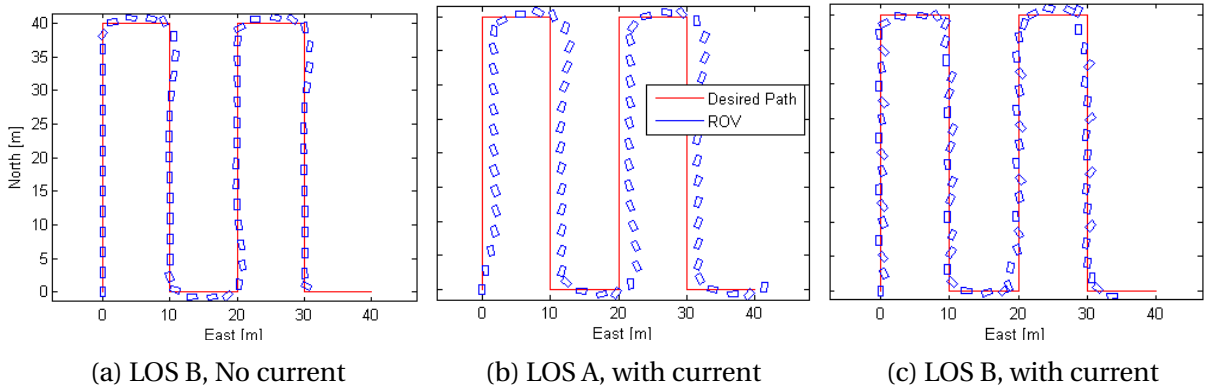 40
35
30
25
20
15
10
5
0
North [m]
0 10 20 30 40
East [m]
Desired Path
ROV
0 10 20 30 40
East [m]
0 10 20 30 40
East [m]
(a) LOS B, No current
(b) LOS A, with current
(c) LOS B, with current